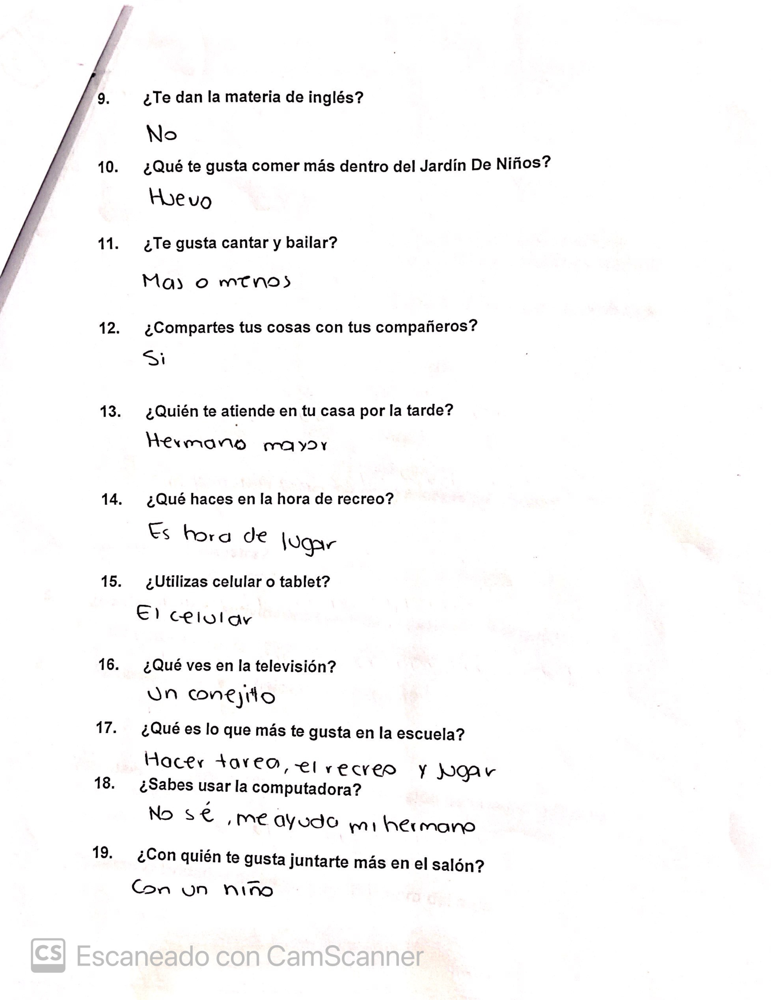 9. ¿Te dan la materia de inglés?
No
10. ¿Qué te gusta comer más dentro del Jardín De Niños?
Huevo
11. ¿Te gusta cantar y bailar?
Mas o menos
12. ¿Compartes tus cosas con tus compañeros?
Si
13. ¿Quién te atiende en tu casa por la tarde?
Hermano mayor
14. ¿Qué haces en la hora de recreo?
Es hora de lugar
15. ¿Utilizas celular o tablet?
El celular
16. ¿Qué ves en la televisión?
Un conejito
17. ¿Qué es lo que más te gusta en la escuela?
Hacer tarea, el recreo y jugar
18. ¿Sabes usar la computadora?
No sé, me ayuda mi hermano
19. ¿Con quién te gusta juntarte más en el salón?
Con un niño
CS Escaneado con CamScanner